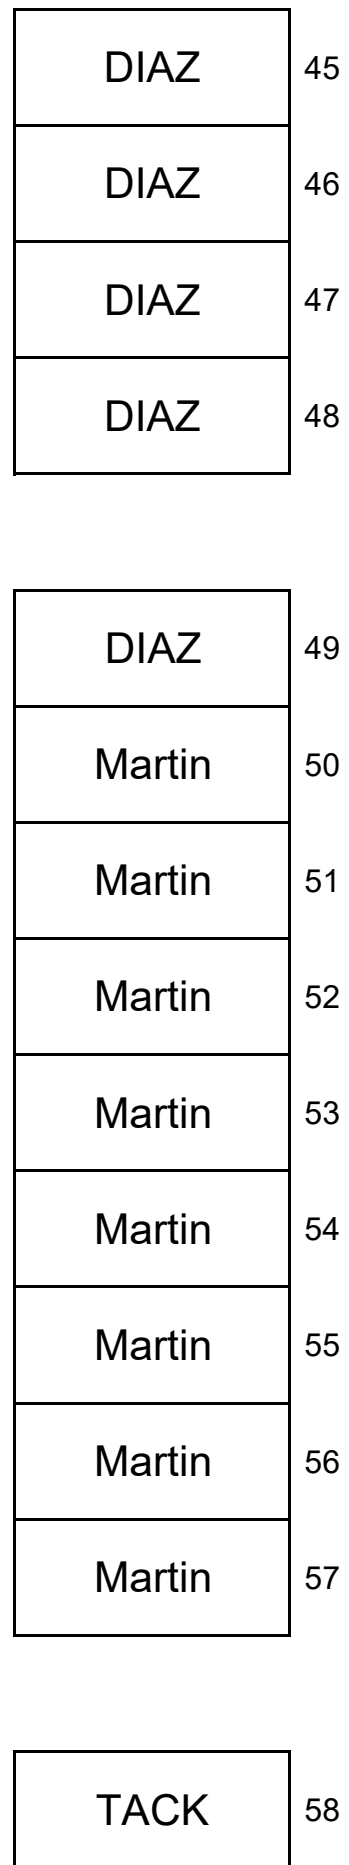 DIAZ 45
DIAZ 46
DIAZ 47
DIAZ 48
DIAZ 49
Martin 50
Martin 51
Martin 52
Martin 53
Martin 54
Martin 55
Martin 56
Martin 57
TACK 58